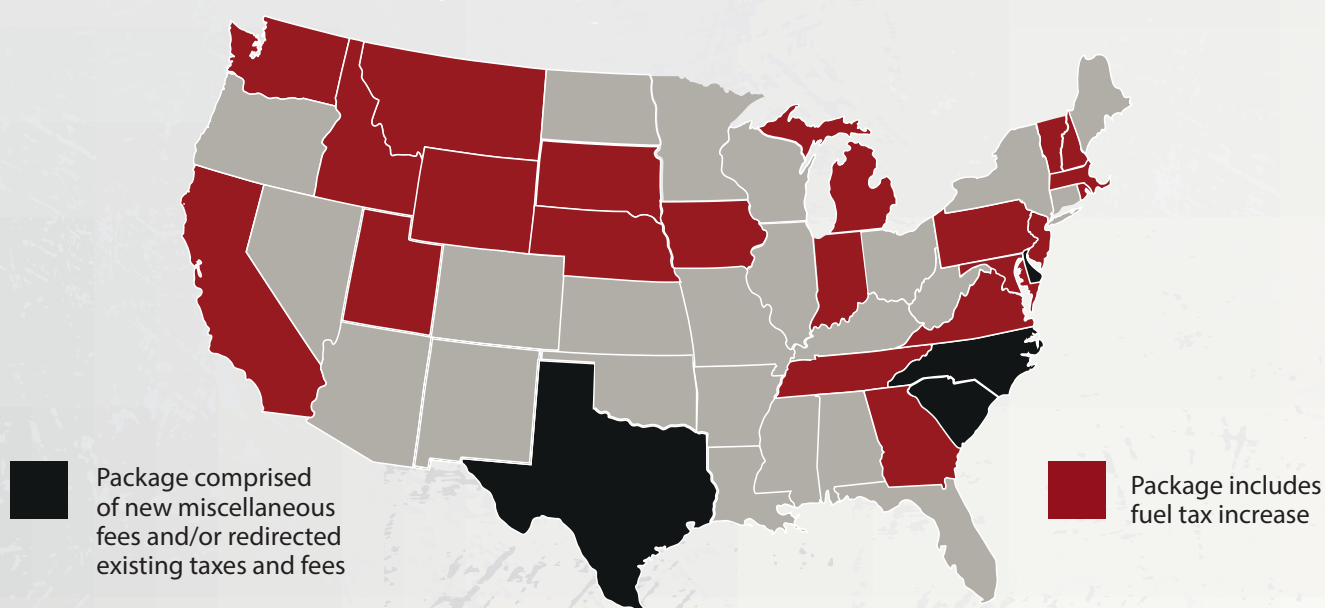 Package comprised
of new miscellaneous
fees and/or redirected
existing taxes and fees
Package includes
fuel tax increase